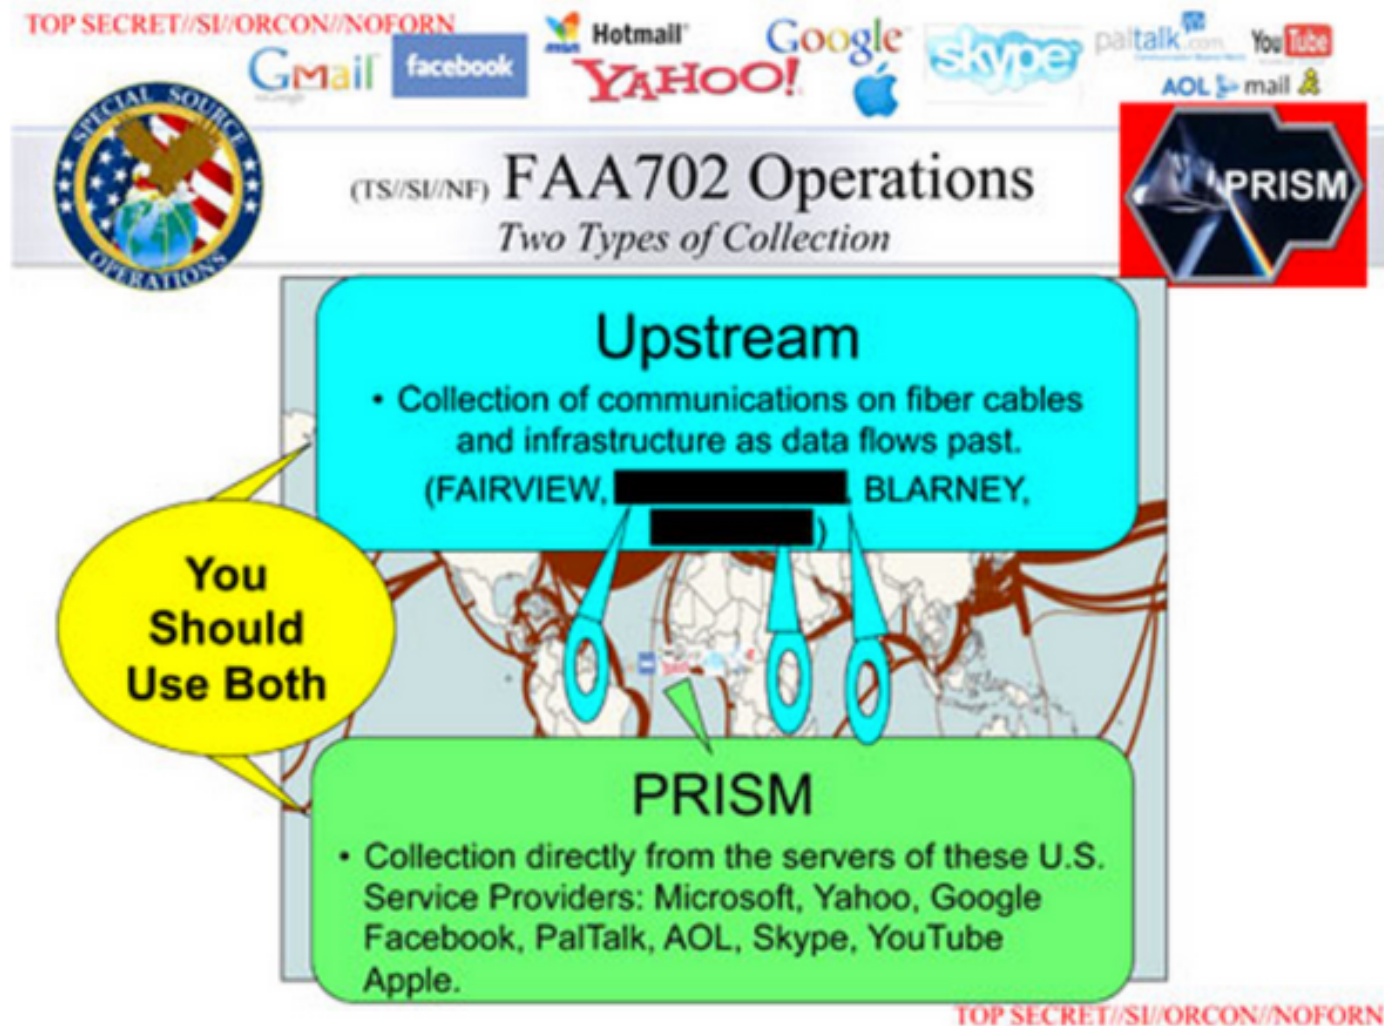 TOP SECRET//SI//ORCON//NOFORN
Gmail
facebook
msn Hotmail
YAHOO!
Google
skype
paltalk.com
YouTube
AOL mail
SPECIAL SOURCE OPERATIONS
(TS//SI//NF) FAA702 Operations
Two Types of Collection
PRISM
Upstream
• Collection of communications on fiber cables
and infrastructure as data flows past.
(FAIRVIEW, , BLARNEY,
)
You
Should
Use Both
PRISM
• Collection directly from the servers of these U.S.
Service Providers: Microsoft, Yahoo, Google
Facebook, PalTalk, AOL, Skype, YouTube
Apple.
TOP SECRET//SI//ORCON//NOFORN